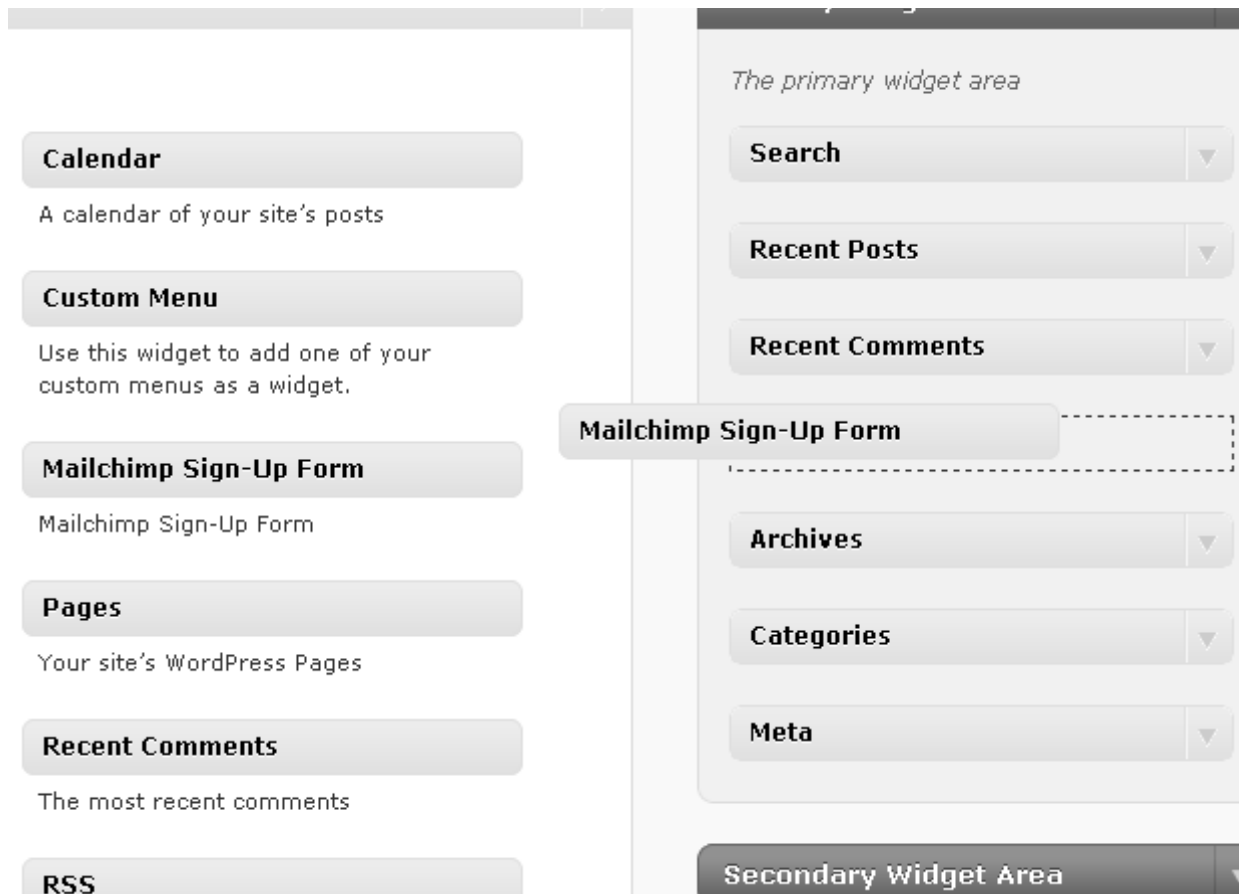 Calendar
A calendar of your site's posts
Custom Menu
Use this widget to add one of your
custom menus as a widget.
Mailchimp Sign-Up Form
Mailchimp Sign-Up Form
Pages
Your site's WordPress Pages
Recent Comments
The most recent comments
RSS
The primary widget area
Search
Recent Posts
Recent Comments
Mailchimp Sign-Up Form
Archives
Categories
Meta
Secondary Widget Area